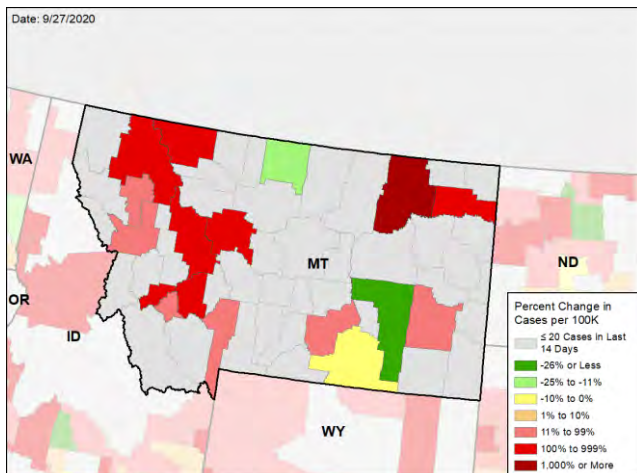 Date: 9/27/2020
WA
MT
ND
OR
ID
WY
Percent Change in
Cases per 100K
≤ 20 Cases in Last
14 Days
-26% or Less
-25% to -11%
-10% to 0%
1% to 10%
11% to 99%
100% to 999%
1,000% or More